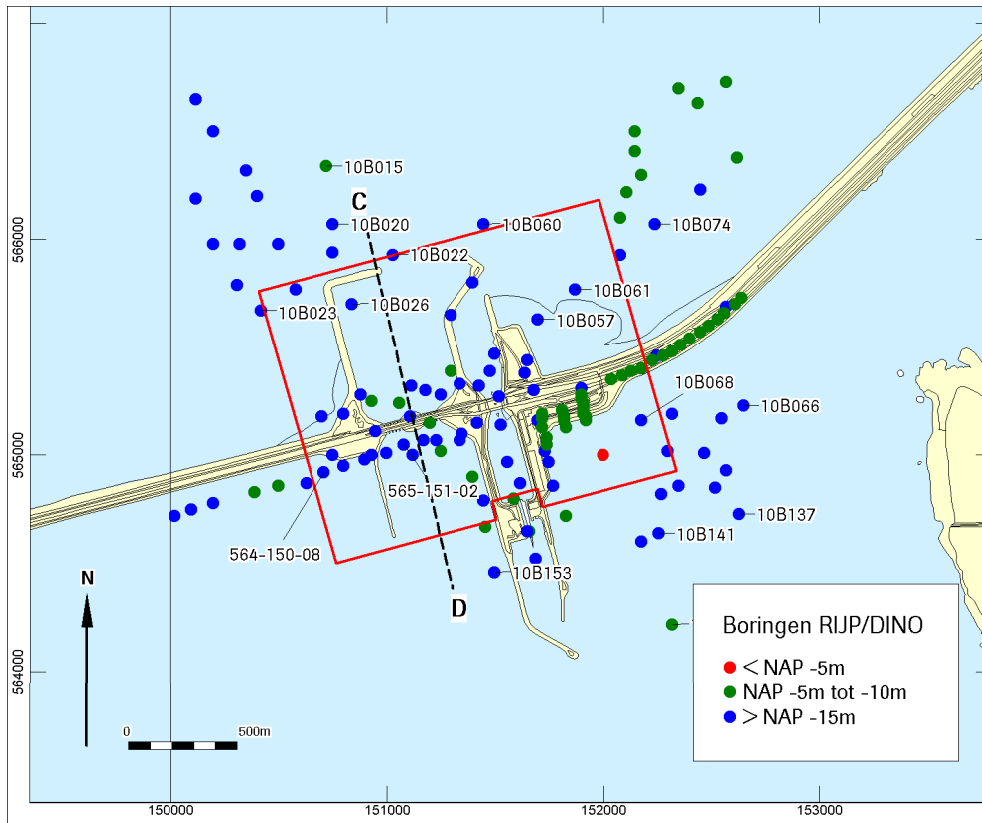 10B015
C
10B020
10B060
10B074
566000
10B022
10B061
10B026
10B023
10B057
10B068
10B066
565000
565-151-02
10B137
564-150-08
10B141
10B153
N
D
Boringen RIJP/DINO
< NAP -5m
NAP -5m tot -10m
> NAP -15m
564000
0 500m
150000 151000 152000 153000